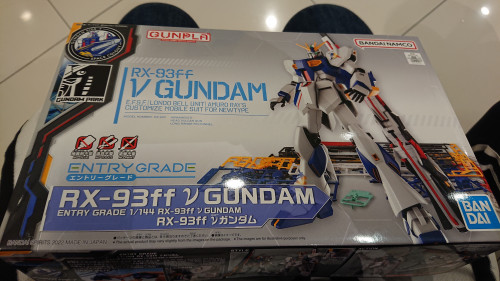 GUNPLA
BANDAI NAMCO
GUNDAM PARK
RX-93ff
ν GUNDAM
E.F.S.F. (LONDO BELL UNIT) AMURO RAY'S
CUSTOMIZE MOBILE SUIT FOR NEWTYPE
ENTRY GRADE
エントリーグレード
RX-93ff ν GUNDAM
ENTRY GRADE 1/144 RX-93ff ν GUNDAM
RX-93ff νガンダム
BAN
DAI